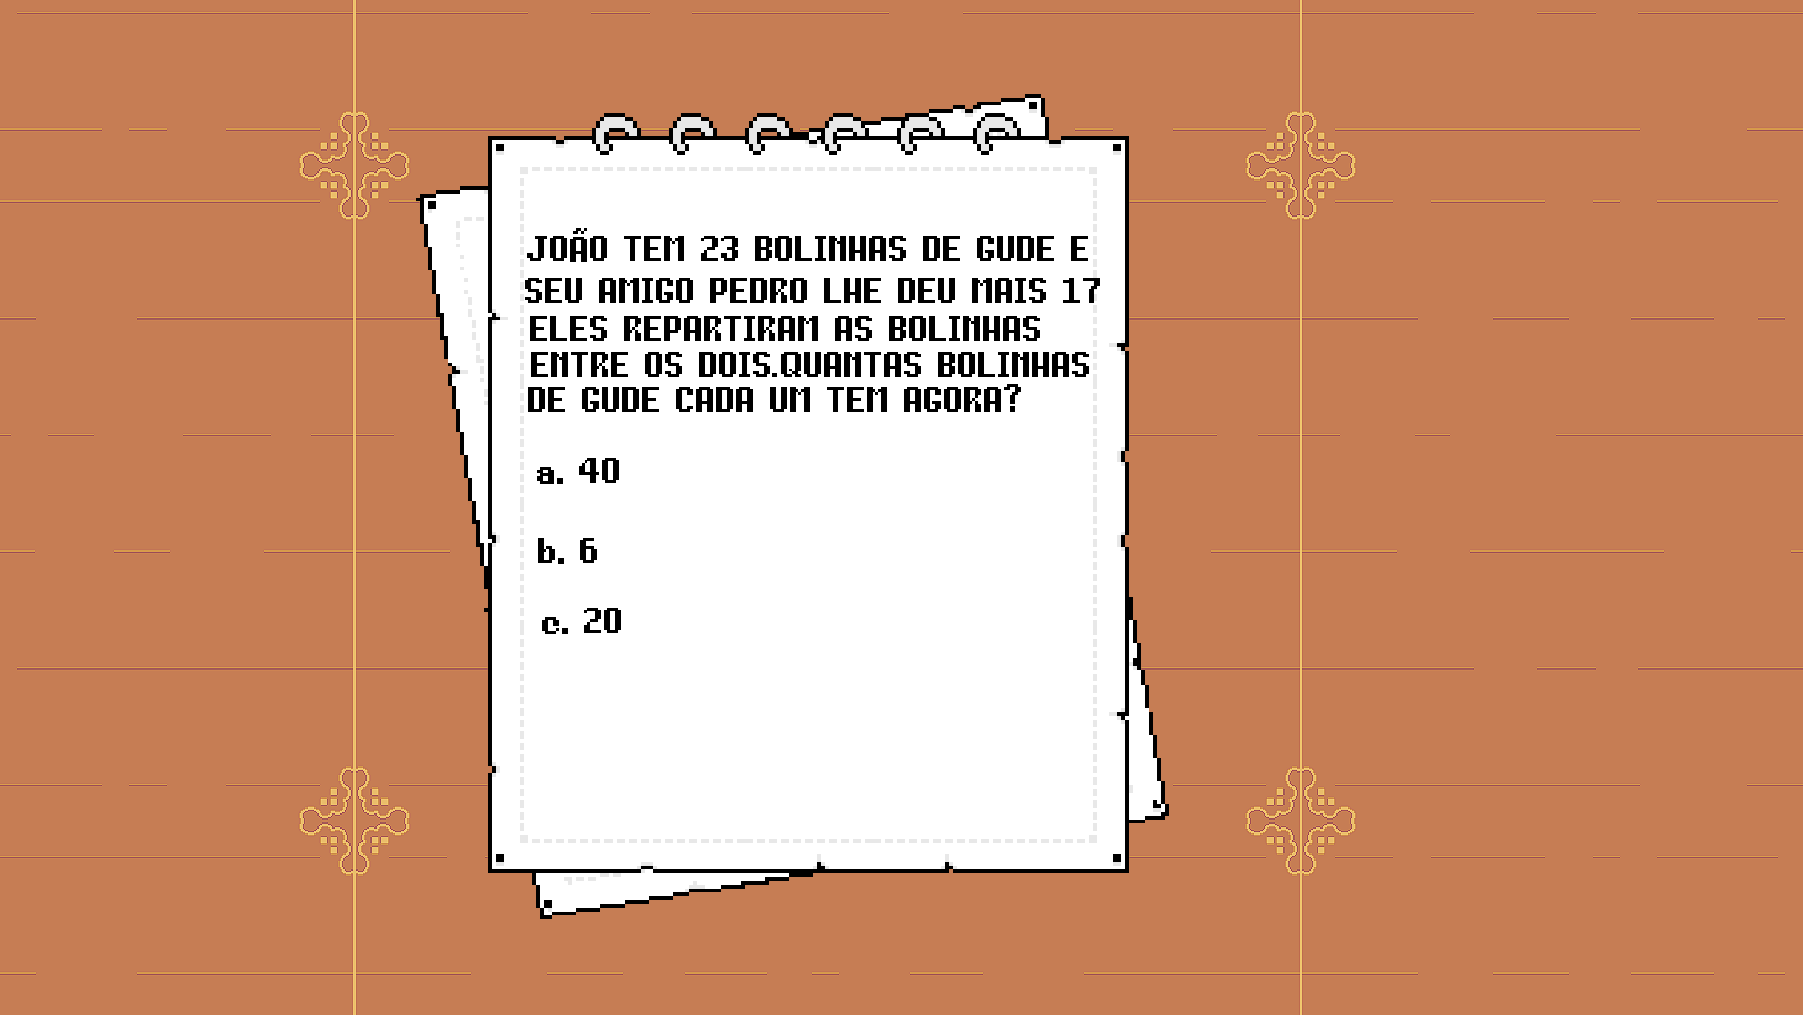 JOÃO TEM 23 BOLINHAS DE GUDE E
SEU AMIGO PEDRO LHE DEU MAIS 17
ELES REPARTIRAM AS BOLINHAS
ENTRE OS DOIS.QUANTAS BOLINHAS
DE GUDE CADA UM TEM AGORA?
a. 40
b. 6
c. 20